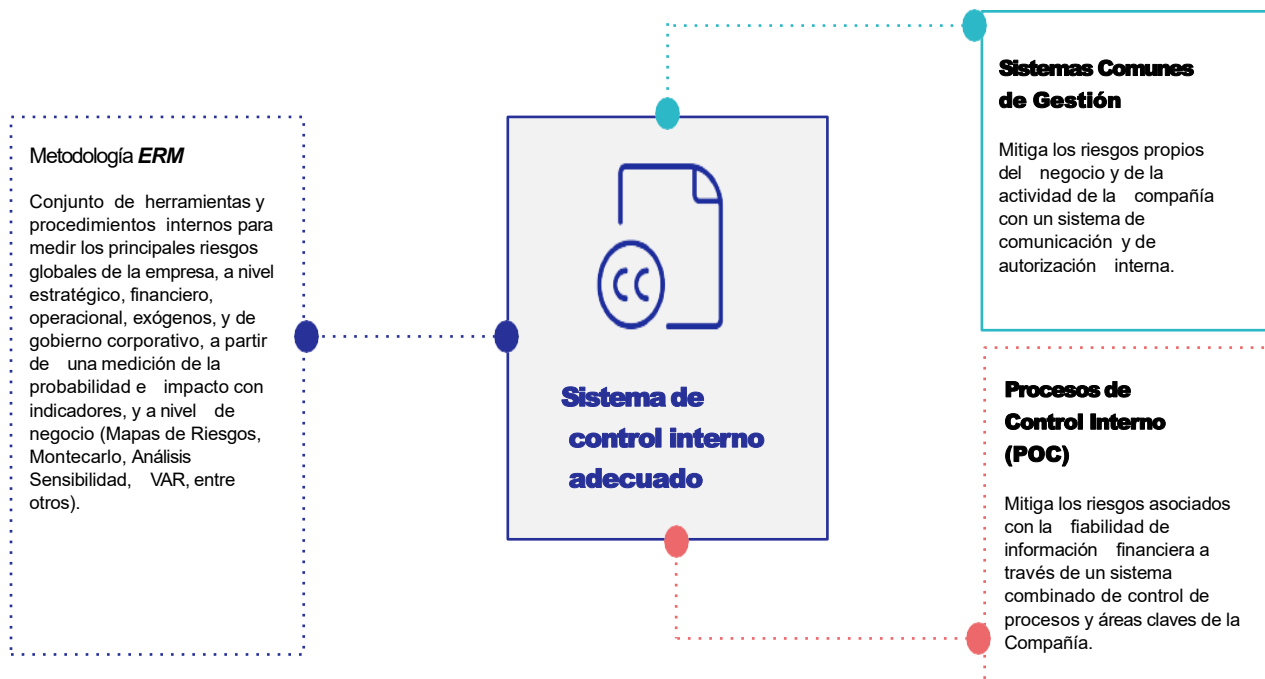 Metodología ERM
Conjunto de herramientas y
procedimientos internos para
medir los principales riesgos
globales de la empresa, a nivel
estratégico, financiero,
operacional, exógenos, y de
gobierno corporativo, a partir
de una medición de la
probabilidad e impacto con
indicadores, y a nivel de
negocio (Mapas de Riesgos,
Montecarlo, Análisis
Sensibilidad, VAR, entre
otros).
CC
Sistema de
control interno
adecuado
Sistemas Comunes
de Gestión
Mitiga los riesgos propios
del negocio y de la
actividad de la compañía
con un sistema de
comunicación y de
autorización interna.
Procesos de
Control Interno
(POC)
Mitiga los riesgos asociados
con la fiabilidad de
información financiera a
través de un sistema
combinado de control de
procesos y áreas claves de la
Compañía.